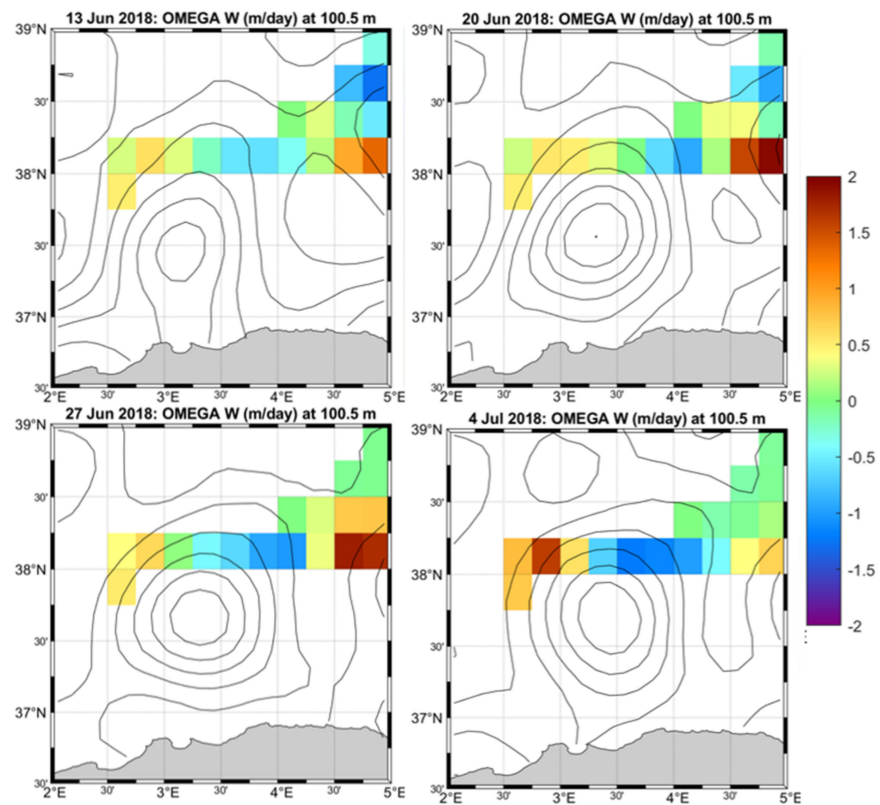 13 Jun 2018: OMEGA W (m/day) at 100.5 m
20 Jun 2018: OMEGA W (m/day) at 100.5 m
39°N
30'
38°N
30'
37°N
30'
2°E
30'
3°E
30'
4°E
30'
5°E
39°N
30'
38°N
30'
37°N
30'
2°E
30'
3°E
30'
4°E
30'
5°E
2
1.5
1
0.5
0
-0.5
-1
-1.5
-2
27 Jun 2018: OMEGA W (m/day) at 100.5 m
4 Jul 2018: OMEGA W (m/day) at 100.5 m
39°N
30'
38°N
30'
37°N
30'
2°E
30'
3°E
30'
4°E
30'
5°E
39°N
30'
38°N
30'
37°N
30'
2°E
30'
3°E
30'
4°E
30'
5°E